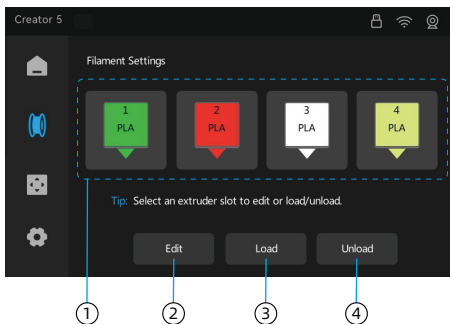 Creator 5
Filament Settings
1 2 3 4
PLA PLA PLA PLA
Tip: Select an extruder slot to edit or load/unload.
Edit Load Unload
1 2 3 4